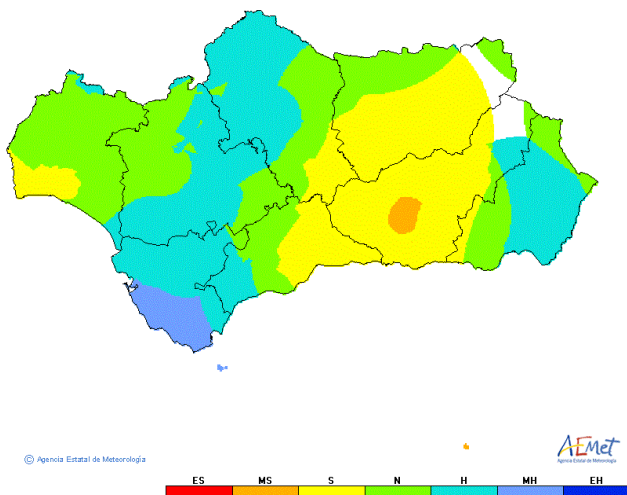 © Agencia Estatal de Meteorología
AEMet
Agencia Estatal de Meteorología
ES MS S N H MH EH